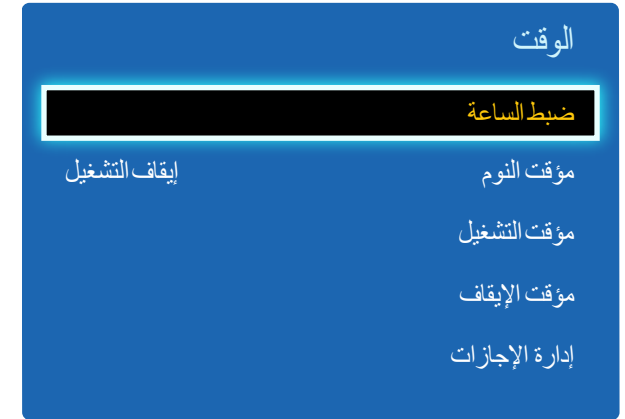 الوقت
ضبط الساعة
مؤقت النوم إيقاف التشغيل
مؤقت التشغيل
مؤقت الإيقاف
إدارة الإجازات